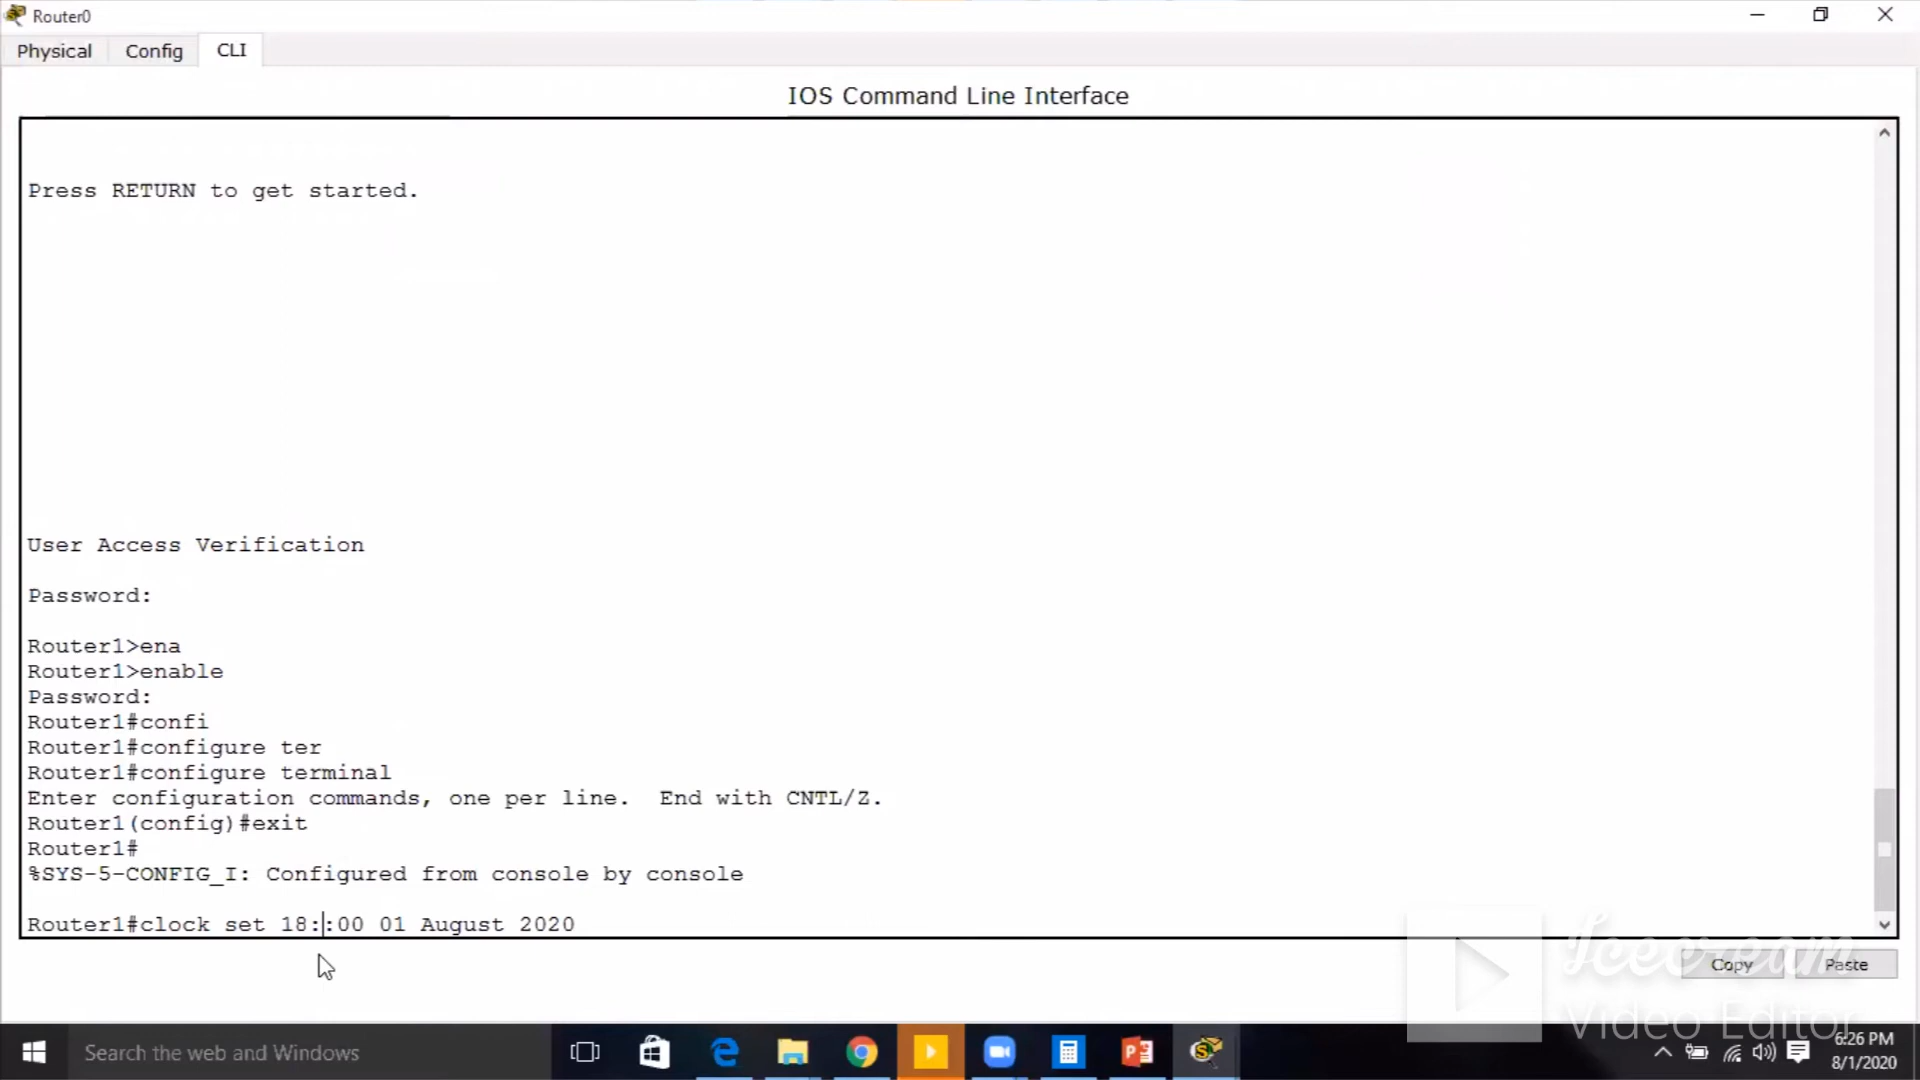 Router0
Physical Config CLI
IOS Command Line Interface
Press RETURN to get started.
User Access Verification
Password:
Router1>ena
Router1>enable
Password:
Router1#confi
Router1#configure ter
Router1#configure terminal
Enter configuration commands, one per line.  End with CNTL/Z.
Router1(config)#exit
Router1#
%SYS-5-CONFIG_I: Configured from console by console
Router1#clock set 18::00 01 August 2020
Copy Paste
Icecream
Video Editor
Search the web and Windows
6:26 PM
8/1/2020